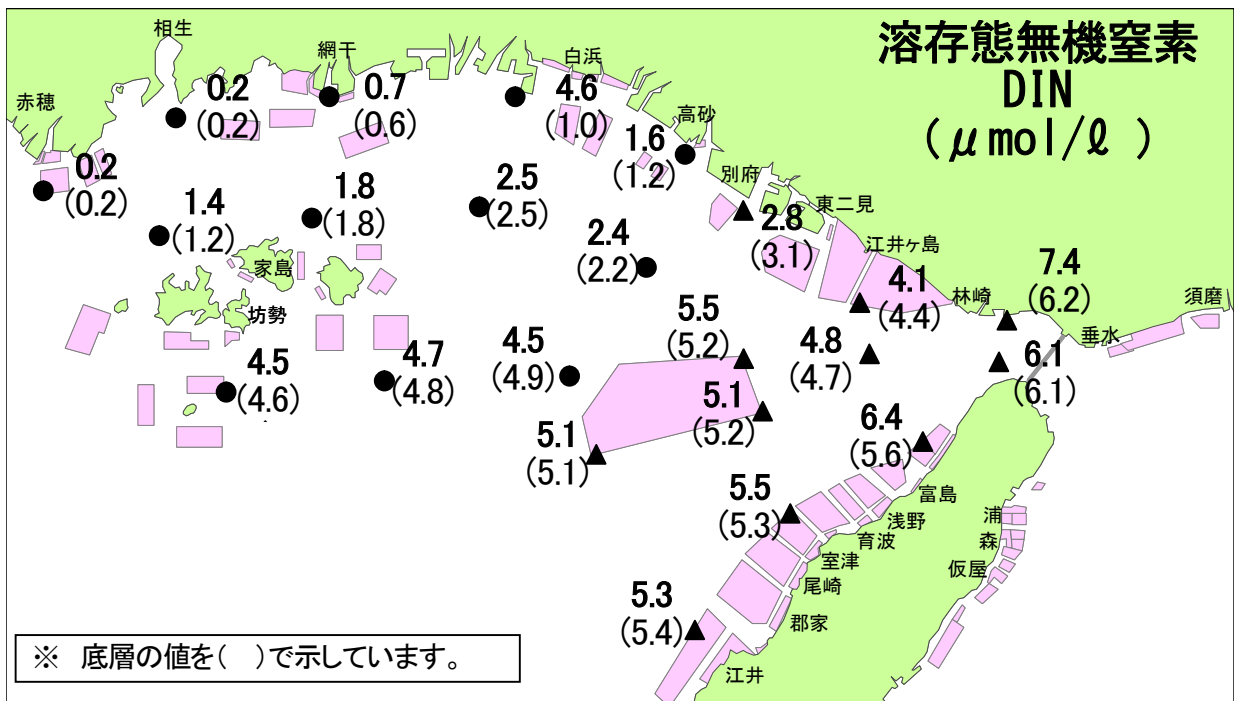 溶存態無機窒素
DIN
(μmol/ℓ )
相生
網干
白浜
赤穂
高砂
別府
東二見
江井ヶ島
林崎
須磨
垂水
家島
坊勢
富島
浅野
育波
室津
尾崎
郡家
江井
浦
森
仮屋
0.2
(0.2)
0.7
(0.6)
4.6
(1.0)
1.6
(1.2)
0.2
(0.2)
1.4
(1.2)
1.8
(1.8)
2.5
(2.5)
2.4
(2.2)
2.8
(3.1)
4.1
(4.4)
7.4
(6.2)
6.1
(6.1)
4.8
(4.7)
5.5
(5.2)
5.1
(5.2)
4.5
(4.9)
4.7
(4.8)
4.5
(4.6)
5.1
(5.1)
6.4
(5.6)
5.5
(5.3)
5.3
(5.4)
※ 底層の値を( )で示しています。